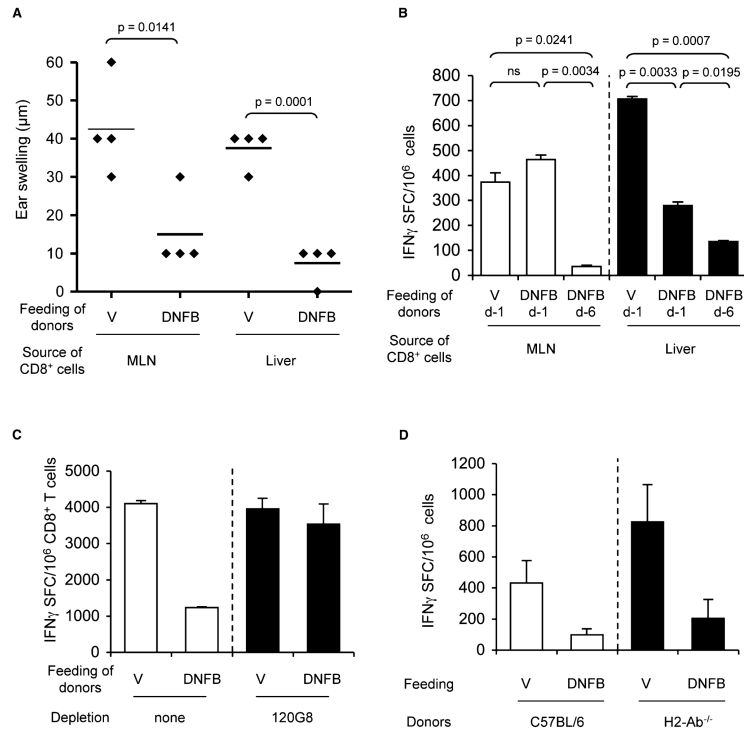 A
p = 0.0141
p = 0.0001
Ear swelling (μm)
60
50
40
30
20
10
0
Feeding of donors
V
DNFB
V
DNFB
Source of CD8⁺ cells
MLN
Liver
B
p = 0.0241
p = 0.0007
ns
p = 0.0034
p = 0.0033
p = 0.0195
IFNγ SFC/10⁶ cells
800
700
600
500
400
300
200
100
0
Feeding of donors
V d-1
DNFB d-1
DNFB d-6
V d-1
DNFB d-1
DNFB d-6
Source of CD8⁺ cells
MLN
Liver
C
IFNγ SFC/10⁶ CD8⁺ T cells
5000
4000
3000
2000
1000
0
Feeding of donors
V
DNFB
V
DNFB
Depletion
none
120G8
D
IFNγ SFC/10⁶ cells
1200
1000
800
600
400
200
0
Feeding
V
DNFB
V
DNFB
Donors
C57BL/6
H2-Ab⁻/⁻